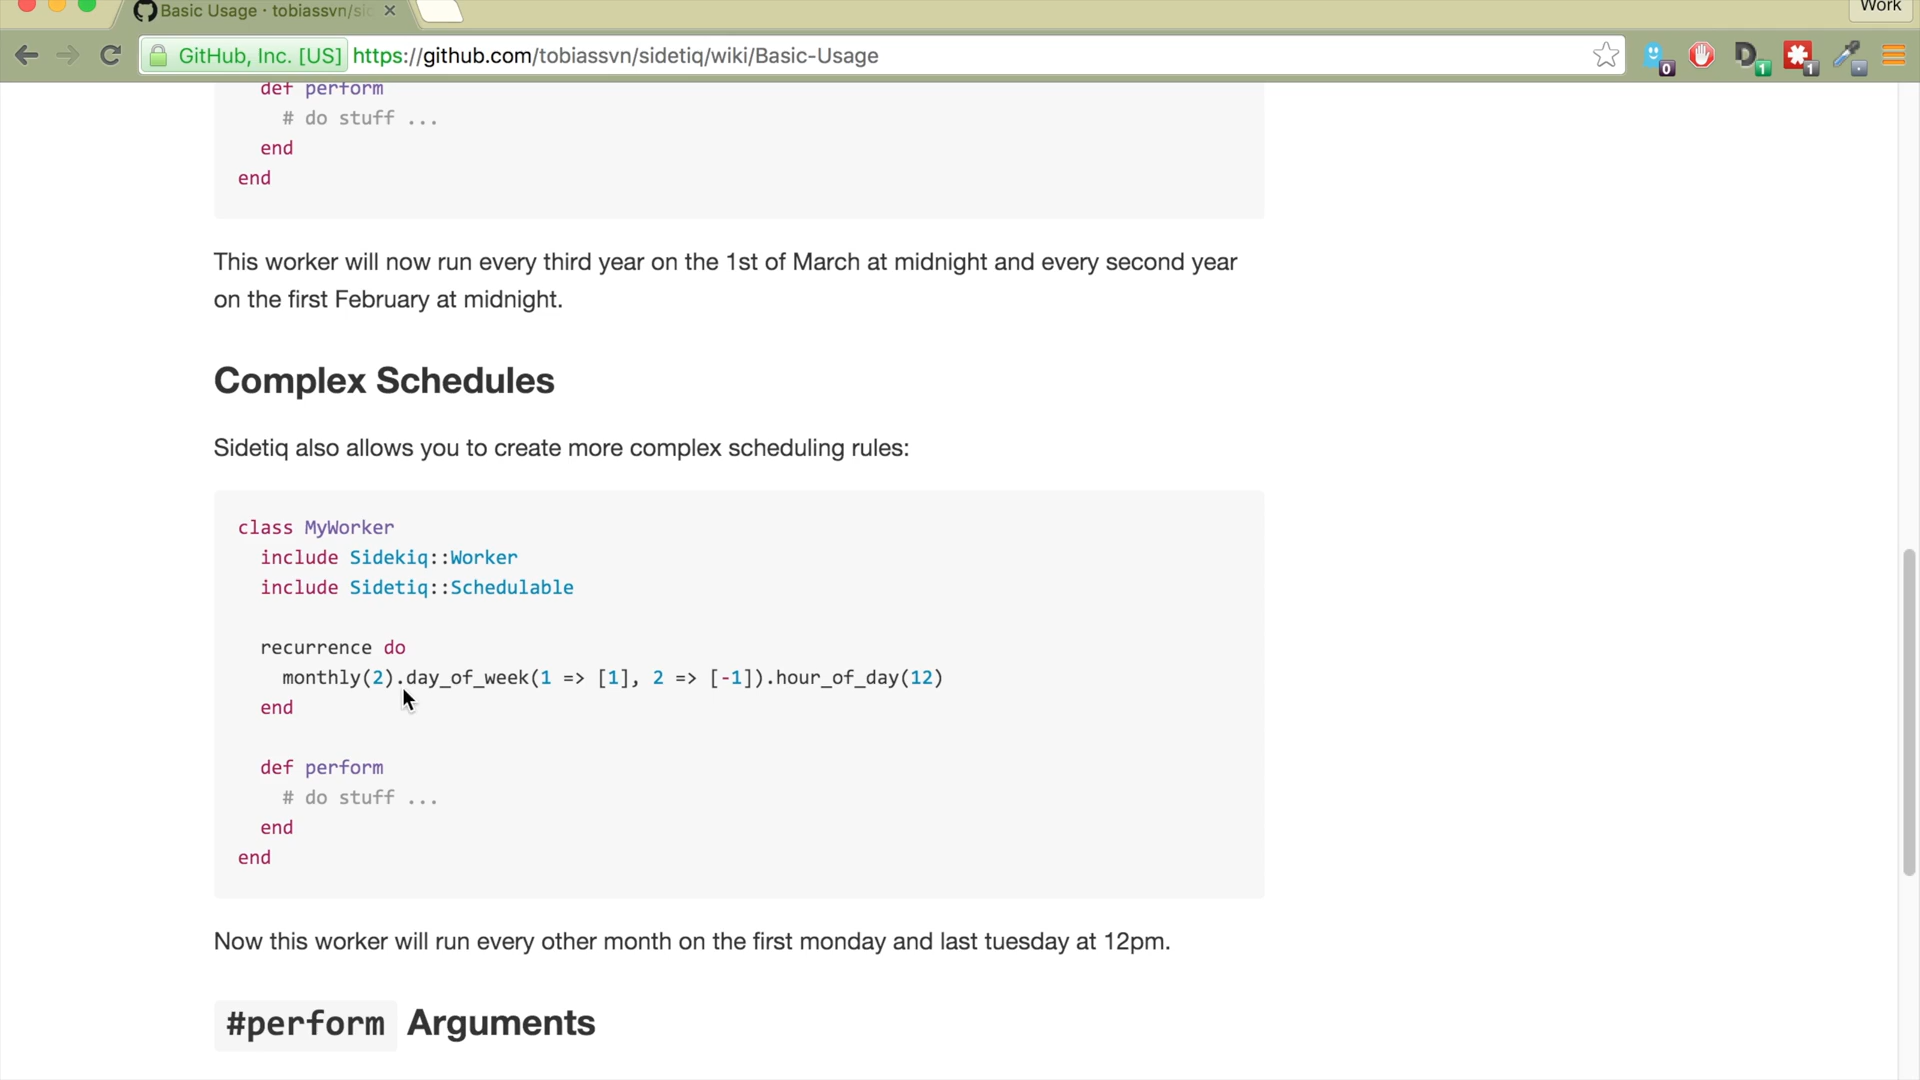 Work
Basic Usage · tobiassvn/si
GitHub, Inc. [US] https://github.com/tobiassvn/sidetiq/wiki/Basic-Usage
0
D
1
1
def perform
# do stuff ...
end
end
This worker will now run every third year on the 1st of March at midnight and every second year
on the first February at midnight.
Complex Schedules
Sidetiq also allows you to create more complex scheduling rules:
class MyWorker
include Sidekiq::Worker
include Sidetiq::Schedulable
recurrence do
monthly(2).day_of_week(1 => [1], 2 => [-1]).hour_of_day(12)
end
def perform
# do stuff ...
end
end
Now this worker will run every other month on the first monday and last tuesday at 12pm.
#perform Arguments